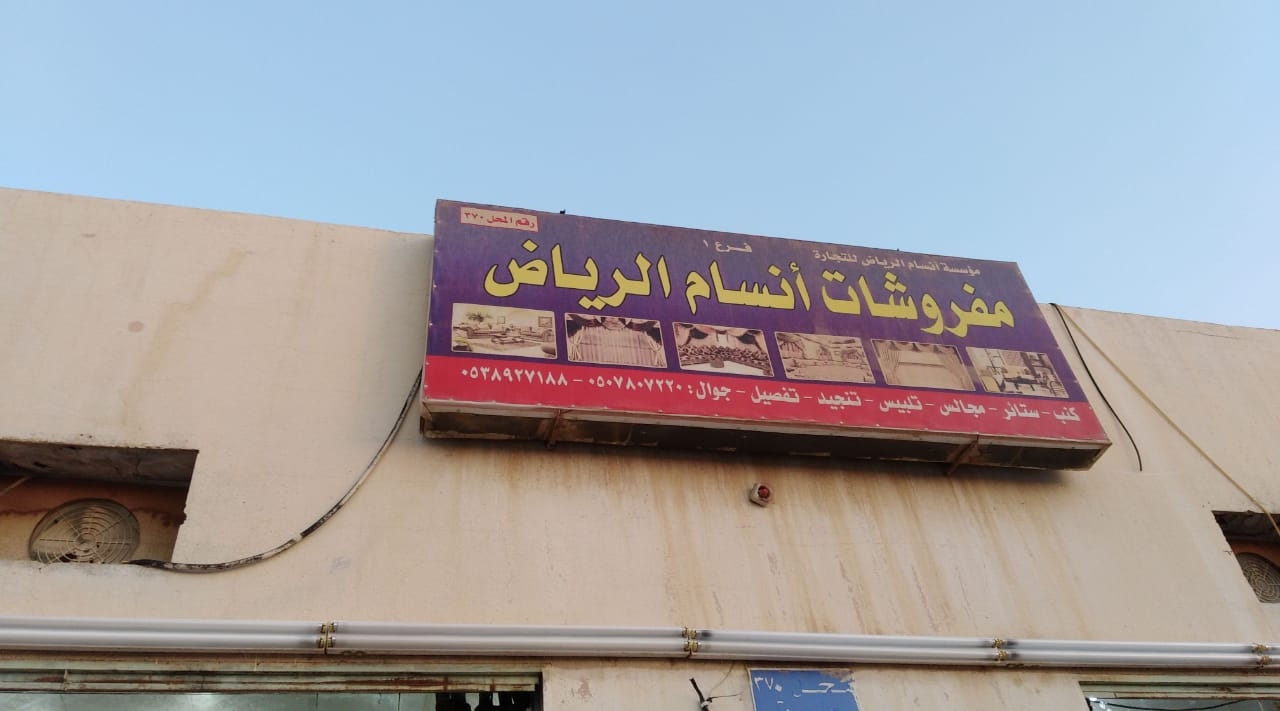 رقم المحل ٣٧٠
مؤسسة أنسام الرياض للتجارة
فرع ١
مفروشات أنسام الرياض
كنب - ستائر - مجالس - تلبيس - تنجيد - تفصيل - جوال: ٠٥٠٧٨٠٧٢٢٠ - ٠٥٣٨٩٢٧١٨٨
محل ٣٧٠